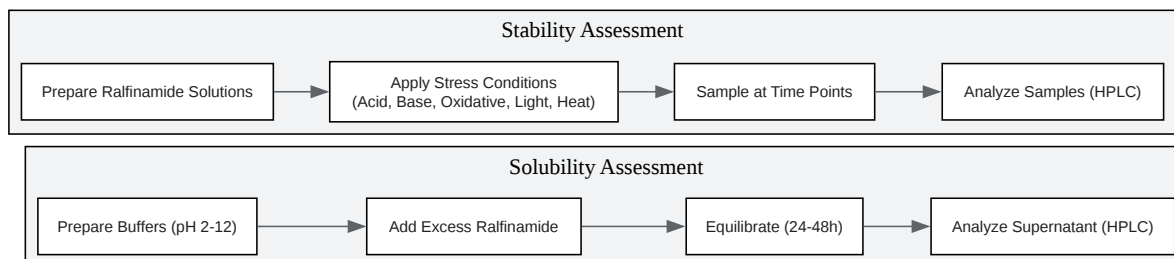 Stability Assessment
Prepare Ralfinamide Solutions
Apply Stress Conditions
(Acid, Base, Oxidative, Light, Heat)
Sample at Time Points
Analyze Samples (HPLC)
Solubility Assessment
Prepare Buffers (pH 2-12)
Add Excess Ralfinamide
Equilibrate (24-48h)
Analyze Supernatant (HPLC)